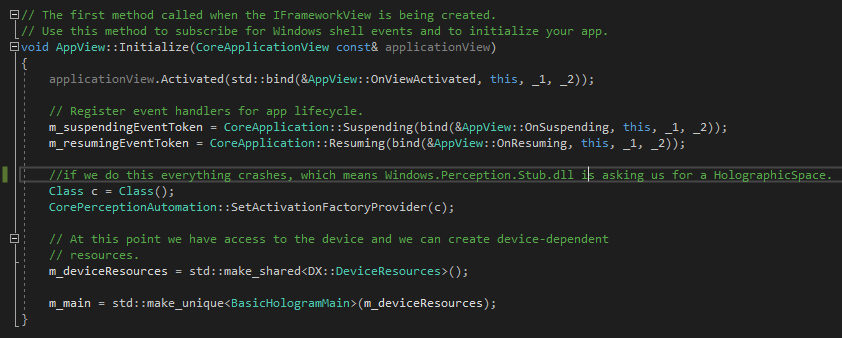 // The first method called when the IFrameworkView is being created.
// Use this method to subscribe for Windows shell events and to initialize your app.
void AppView::Initialize(CoreApplicationView const& applicationView)
{
applicationView.Activated(std::bind(&AppView::OnViewActivated, this, _1, _2));
// Register event handlers for app lifecycle.
m_suspendingEventToken = CoreApplication::Suspending(bind(&AppView::OnSuspending, this, _1, _2));
m_resumingEventToken = CoreApplication::Resuming(bind(&AppView::OnResuming, this, _1, _2));
//if we do this everything crashes, which means Windows.Perception.Stub.dll is asking us for a HolographicSpace.
Class c = Class();
CorePerceptionAutomation::SetActivationFactoryProvider(c);
// At this point we have access to the device and we can create device-dependent
// resources.
m_deviceResources = std::make_shared<DX::DeviceResources>();
m_main = std::make_unique<BasicHologramMain>(m_deviceResources);
}